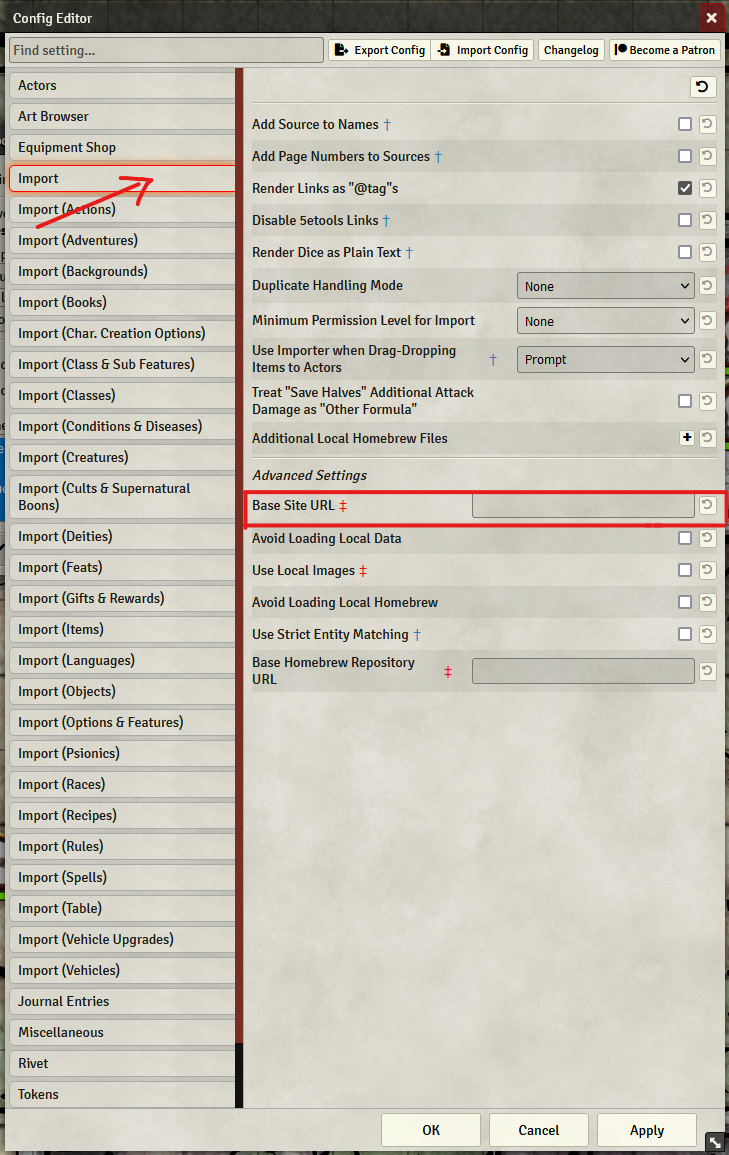 Config Editor
Find setting...
Export Config
Import Config
Changelog
Become a Patron
Actors
Art Browser
Equipment Shop
Import
Import (Actions)
Import (Adventures)
Import (Backgrounds)
Import (Books)
Import (Char. Creation Options)
Import (Class & Sub Features)
Import (Classes)
Import (Conditions & Diseases)
Import (Creatures)
Import (Cults & Supernatural
Boons)
Import (Deities)
Import (Feats)
Import (Gifts & Rewards)
Import (Items)
Import (Languages)
Import (Objects)
Import (Options & Features)
Import (Psionics)
Import (Races)
Import (Recipes)
Import (Rules)
Import (Spells)
Import (Table)
Import (Vehicle Upgrades)
Import (Vehicles)
Journal Entries
Miscellaneous
Rivet
Tokens
Add Source to Names †
Add Page Numbers to Sources †
Render Links as "@tag"s
Disable 5etools Links †
Render Dice as Plain Text †
Duplicate Handling Mode None
Minimum Permission Level for Import None
Use Importer when Drag-Dropping
Items to Actors † Prompt
Treat "Save Halves" Additional Attack
Damage as "Other Formula"
Additional Local Homebrew Files
Advanced Settings
Base Site URL ‡
Avoid Loading Local Data
Use Local Images ‡
Avoid Loading Local Homebrew
Use Strict Entity Matching †
Base Homebrew Repository
URL ‡
OK
Cancel
Apply